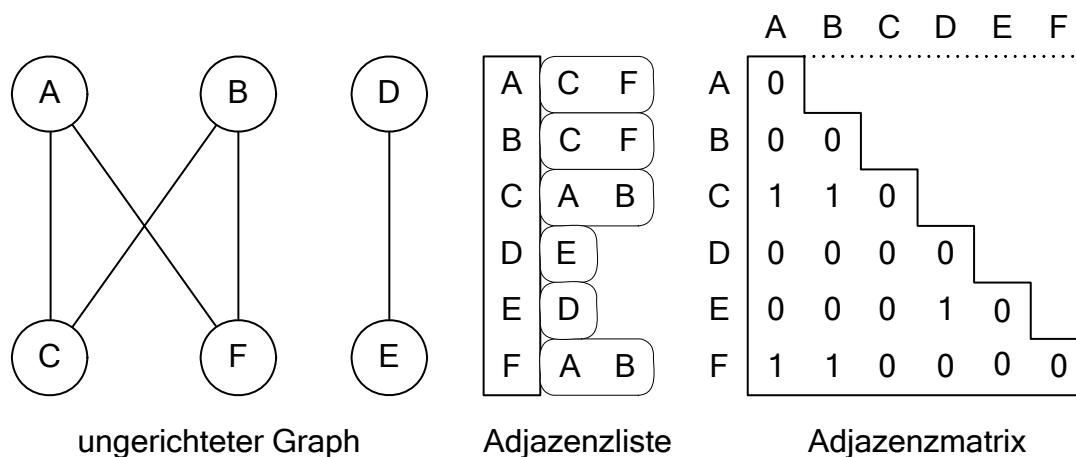 A B C D E F
A B D A C F A 0
B C F B 0 0
C A B C 1 1 0
D E D 0 0 0 0
E D E 0 0 0 1 0
C F E F A B F 1 1 0 0 0 0
ungerichteter Graph Adjazenzliste Adjazenzmatrix